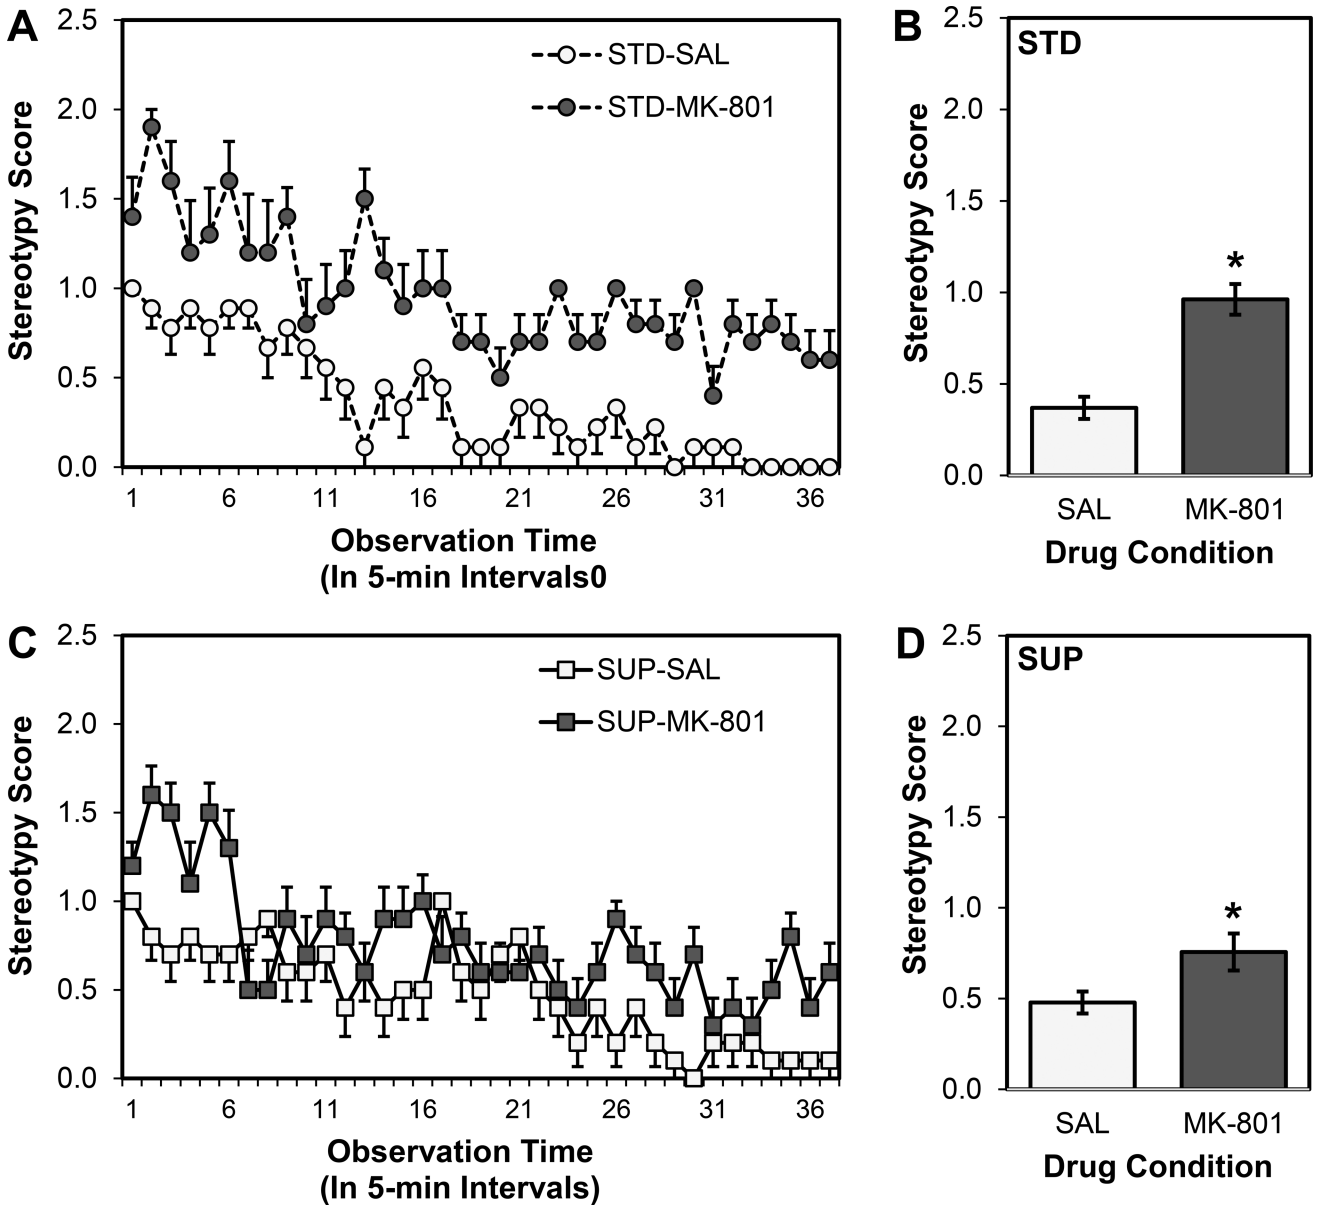 A
2.5
2.0
1.5
1.0
0.5
0.0
Stereotypy Score
STD-SAL
STD-MK-801
1 6 11 16 21 26 31 36
Observation Time
(In 5-min Intervals0
B
2.5
2.0
1.5
1.0
0.5
0.0
Stereotypy Score
STD
*
SAL MK-801
Drug Condition
C
2.5
2.0
1.5
1.0
0.5
0.0
Stereotypy Score
SUP-SAL
SUP-MK-801
1 6 11 16 21 26 31 36
Observation Time
(In 5-min Intervals)
D
2.5
2.0
1.5
1.0
0.5
0.0
Stereotypy Score
SUP
*
SAL MK-801
Drug Condition